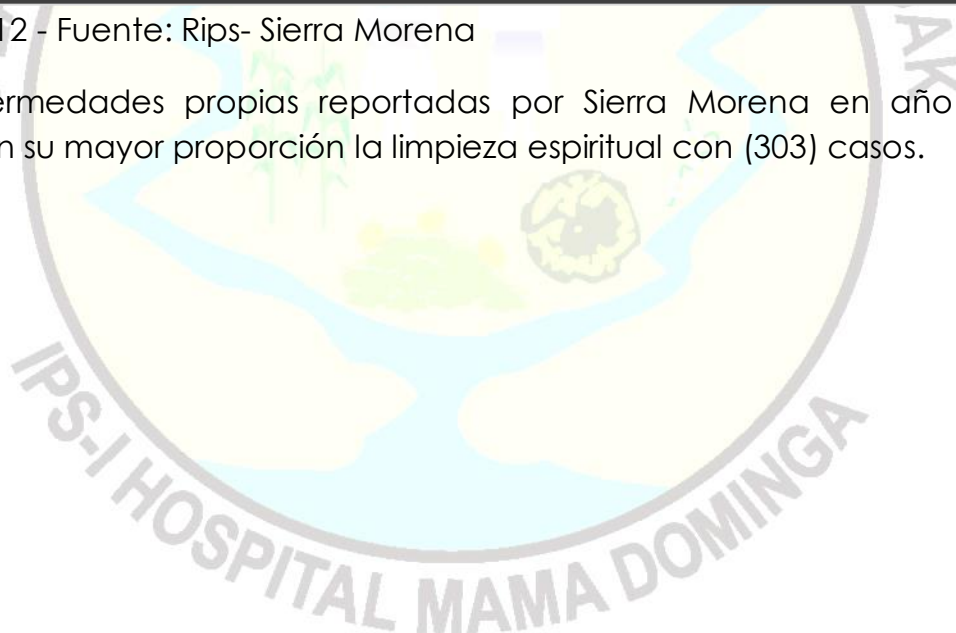 12 - Fuente: Rips- Sierra Morena
ermedades propias reportadas por Sierra Morena en año
n su mayor proporción la limpieza espiritual con (303) casos.
IPS-I HOSPITAL MAMA DOMINGA